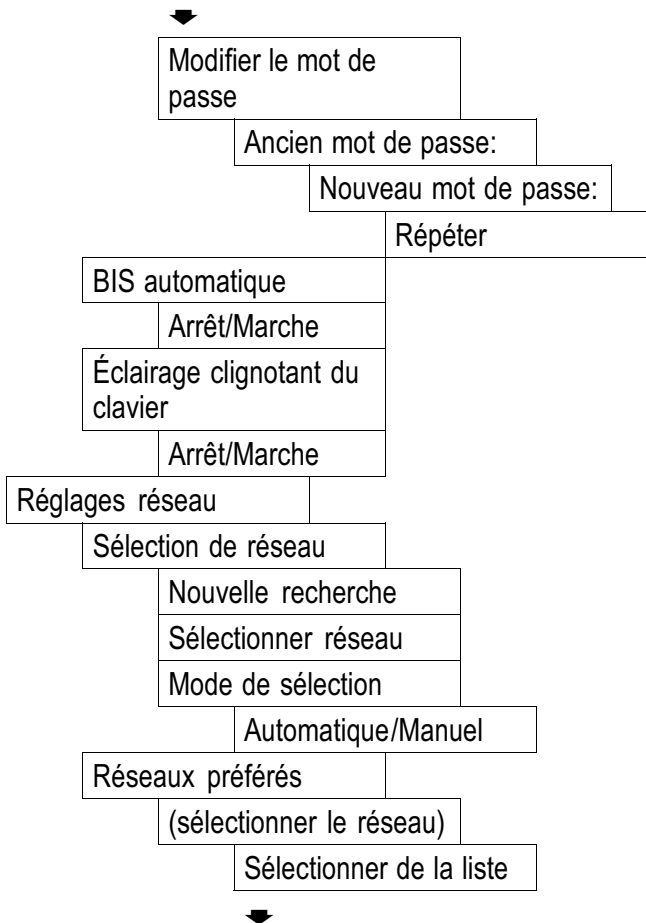 Modifier le mot de
passe
Ancien mot de passe:
Nouveau mot de passe:
Répéter
BIS automatique
Arrêt/Marche
Éclairage clignotant du
clavier
Arrêt/Marche
Réglages réseau
Sélection de réseau
Nouvelle recherche
Sélectionner réseau
Mode de sélection
Automatique/Manuel
Réseaux préférés
(sélectionner le réseau)
Sélectionner de la liste